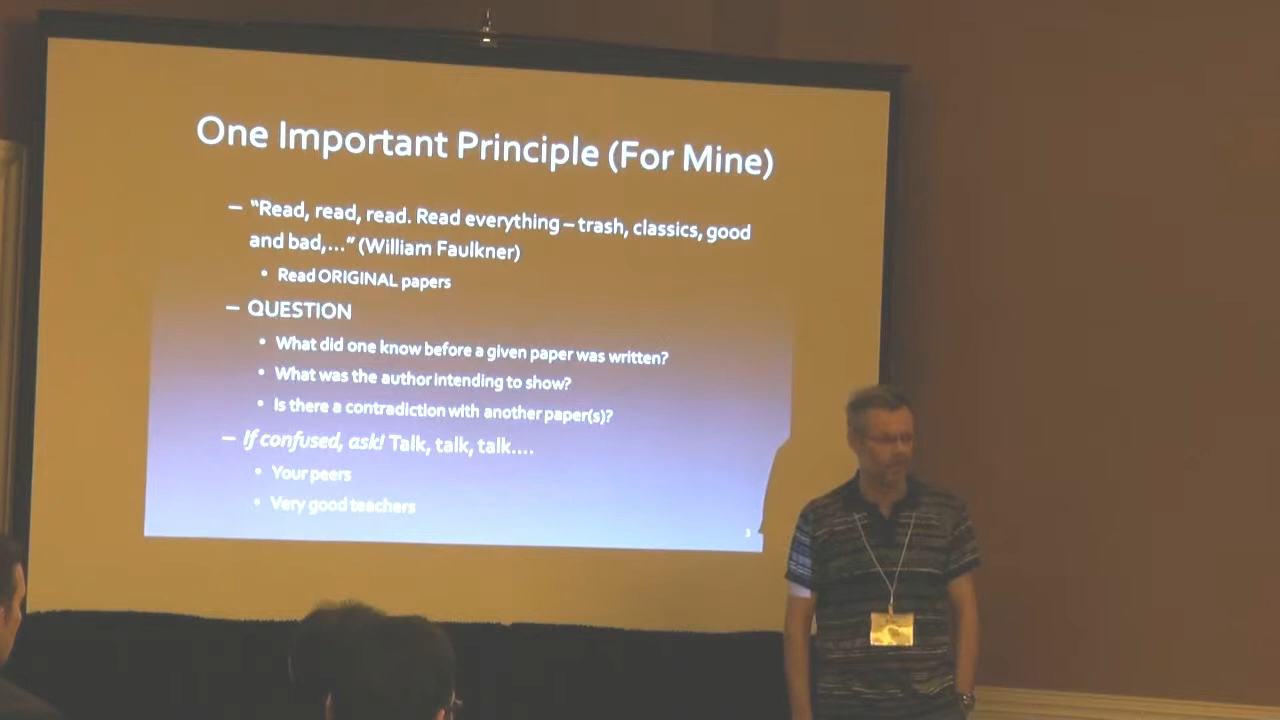 One Important Principle (For Mine)
– "Read, read, read. Read everything – trash, classics, good
and bad,..." (William Faulkner)
• Read ORIGINAL papers
– QUESTION
• What did one know before a given paper was written?
• What was the author intending to show?
• Is there a contradiction with another paper(s)?
– If confused, ask! Talk, talk, talk....
• Your peers
• Very good teachers
3